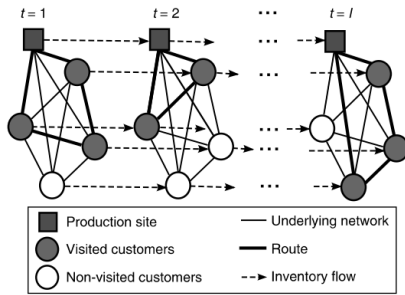 t = 1
t = 2
...
t = I
...
...
...
...
Production site
Underlying network
Visited customers
Route
Non-visited customers
Inventory flow